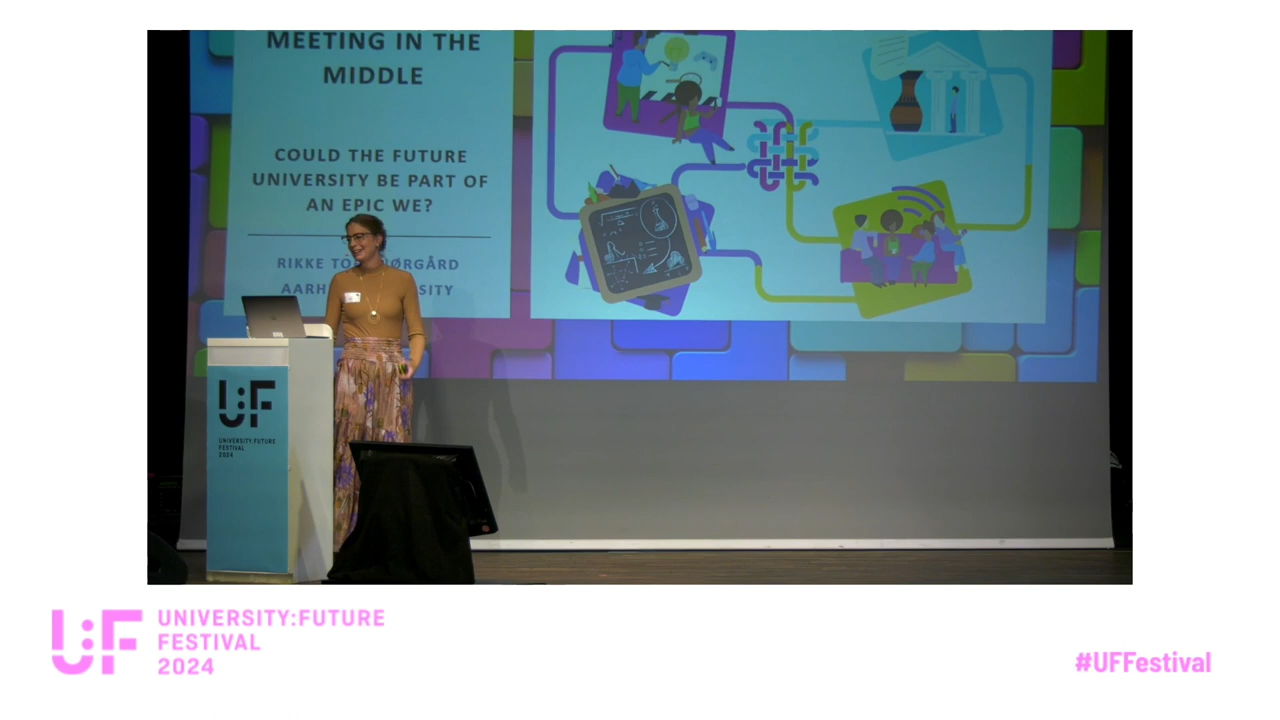 MEETING IN THE
MIDDLE
COULD THE FUTURE
UNIVERSITY BE PART OF
AN EPIC WE?
RIKKE
AARH
U:F
UNIVERSITY:FUTURE
FESTIVAL
2024
U:F
UNIVERSITY:FUTURE
FESTIVAL
2024
#UFFestival